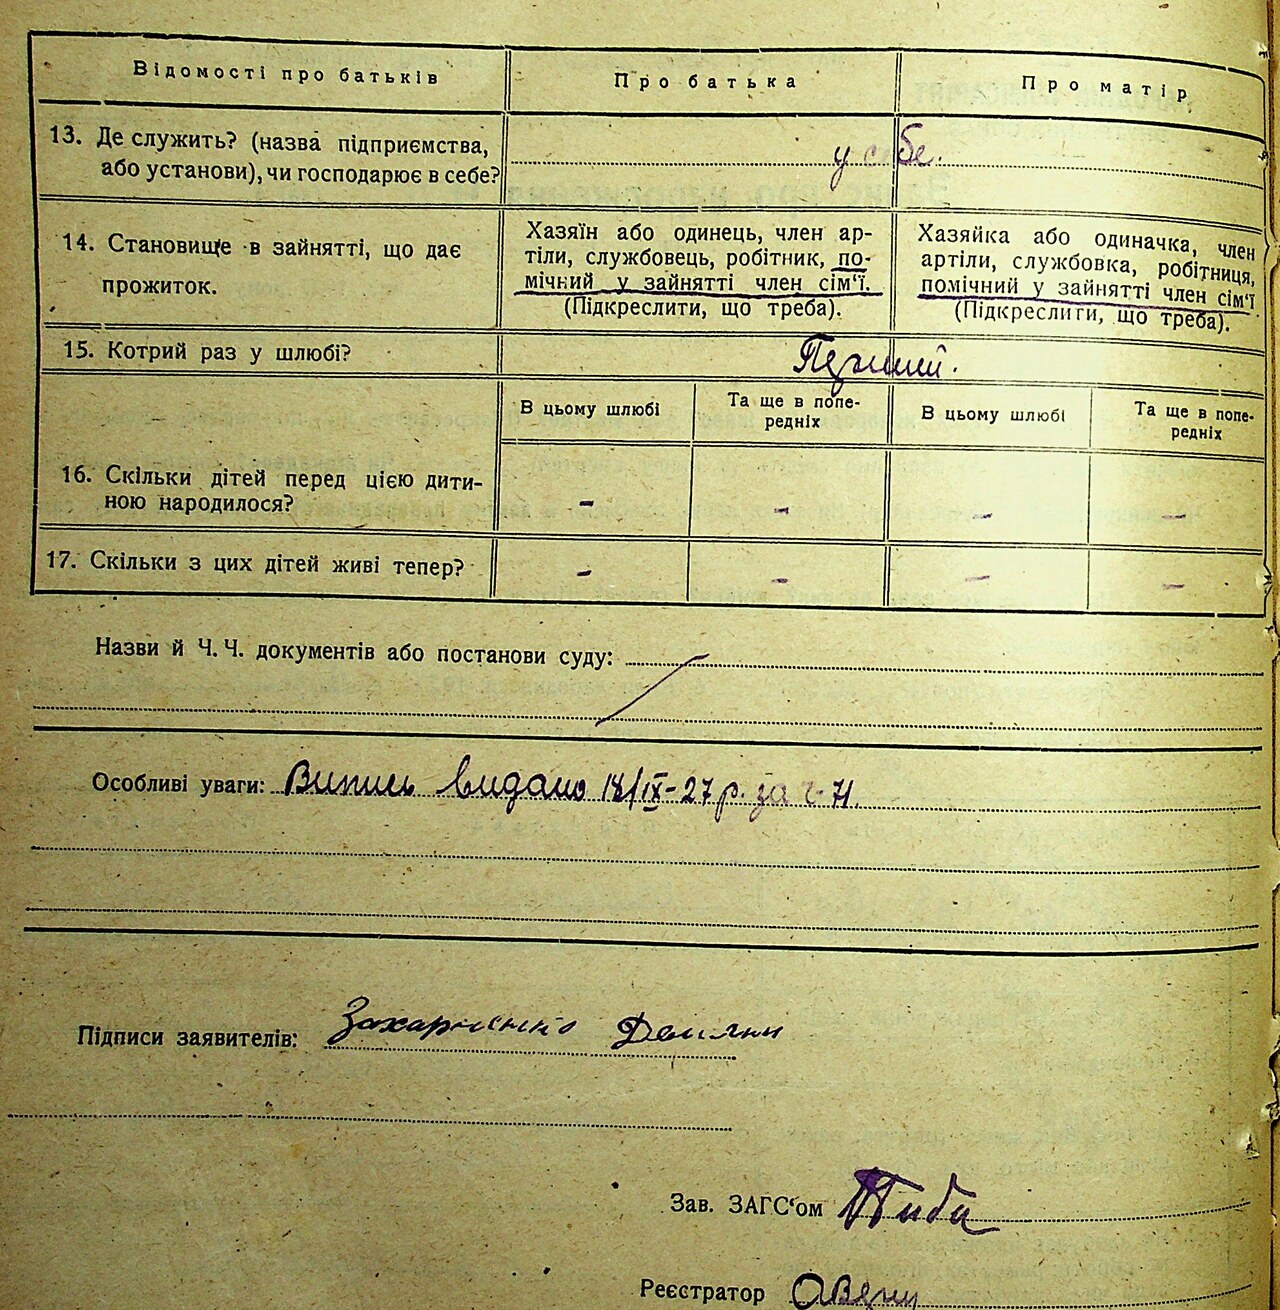 Відомості про батьків
Про батька
Про матір
13. Де служить? (назва підприємства,
або установи), чи господарює в себе?
у себе.
14. Становище в зайнятті, що дає
прожиток.
Хазяїн або одинець, член ар-
тіли, службовець, робітник, по-
мічний у зайнятті член сім'ї.
(Підкреслити, що треба).
Хазяйка або одиначка, член
артіли, службовка, робітниця,
помічний у зайнятті член сім'ї
(Підкреслити, що треба).
15. Котрий раз у шлюбі?
В цьому шлюбі
Та ще в попе-
редніх
В цьому шлюбі
Та ще в попе-
редніх
16. Скільки дітей перед цією дити-
ною народилося?
- - - -
17. Скільки з цих дітей живі тепер?
- - - -
Назви й Ч. Ч. документів або постанови суду:
Особливі уваги: Випись видано 18/IX-27 р. за ч. 71.
Підписи заявителів: Захарченко
Зав. ЗАГС'ом
Реєстратор